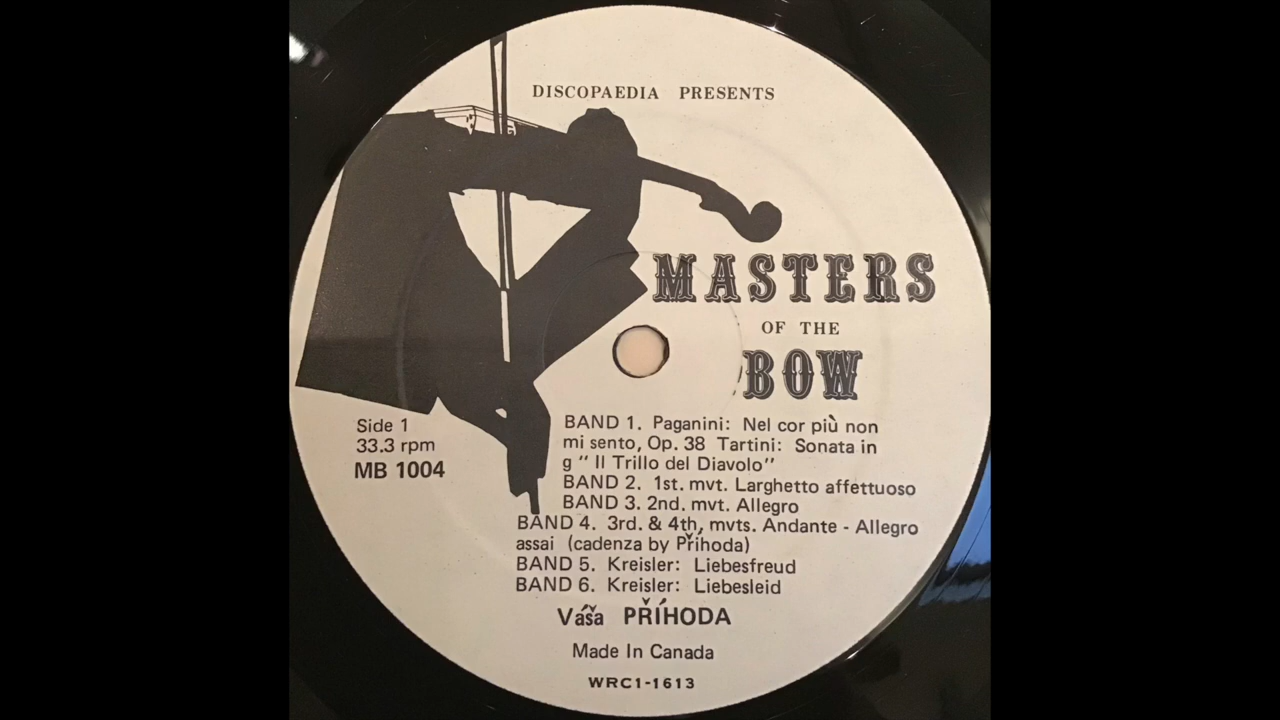 DISCOPAEDIA PRESENTS
MASTERS
OF THE
BOW
Side 1
33.3 rpm
MB 1004
BAND 1. Paganini: Nel cor più non
mi sento, Op. 38 Tartini: Sonata in
g " Il Trillo del Diavolo"
BAND 2. 1st. mvt. Larghetto affettuoso
BAND 3. 2nd. mvt. Allegro
BAND 4. 3rd. & 4th, mvts. Andante - Allegro
assai (cadenza by Příhoda)
BAND 5. Kreisler: Liebesfreud
BAND 6. Kreisler: Liebesleid
Váša PŘÍHODA
Made In Canada
WRC1-1613